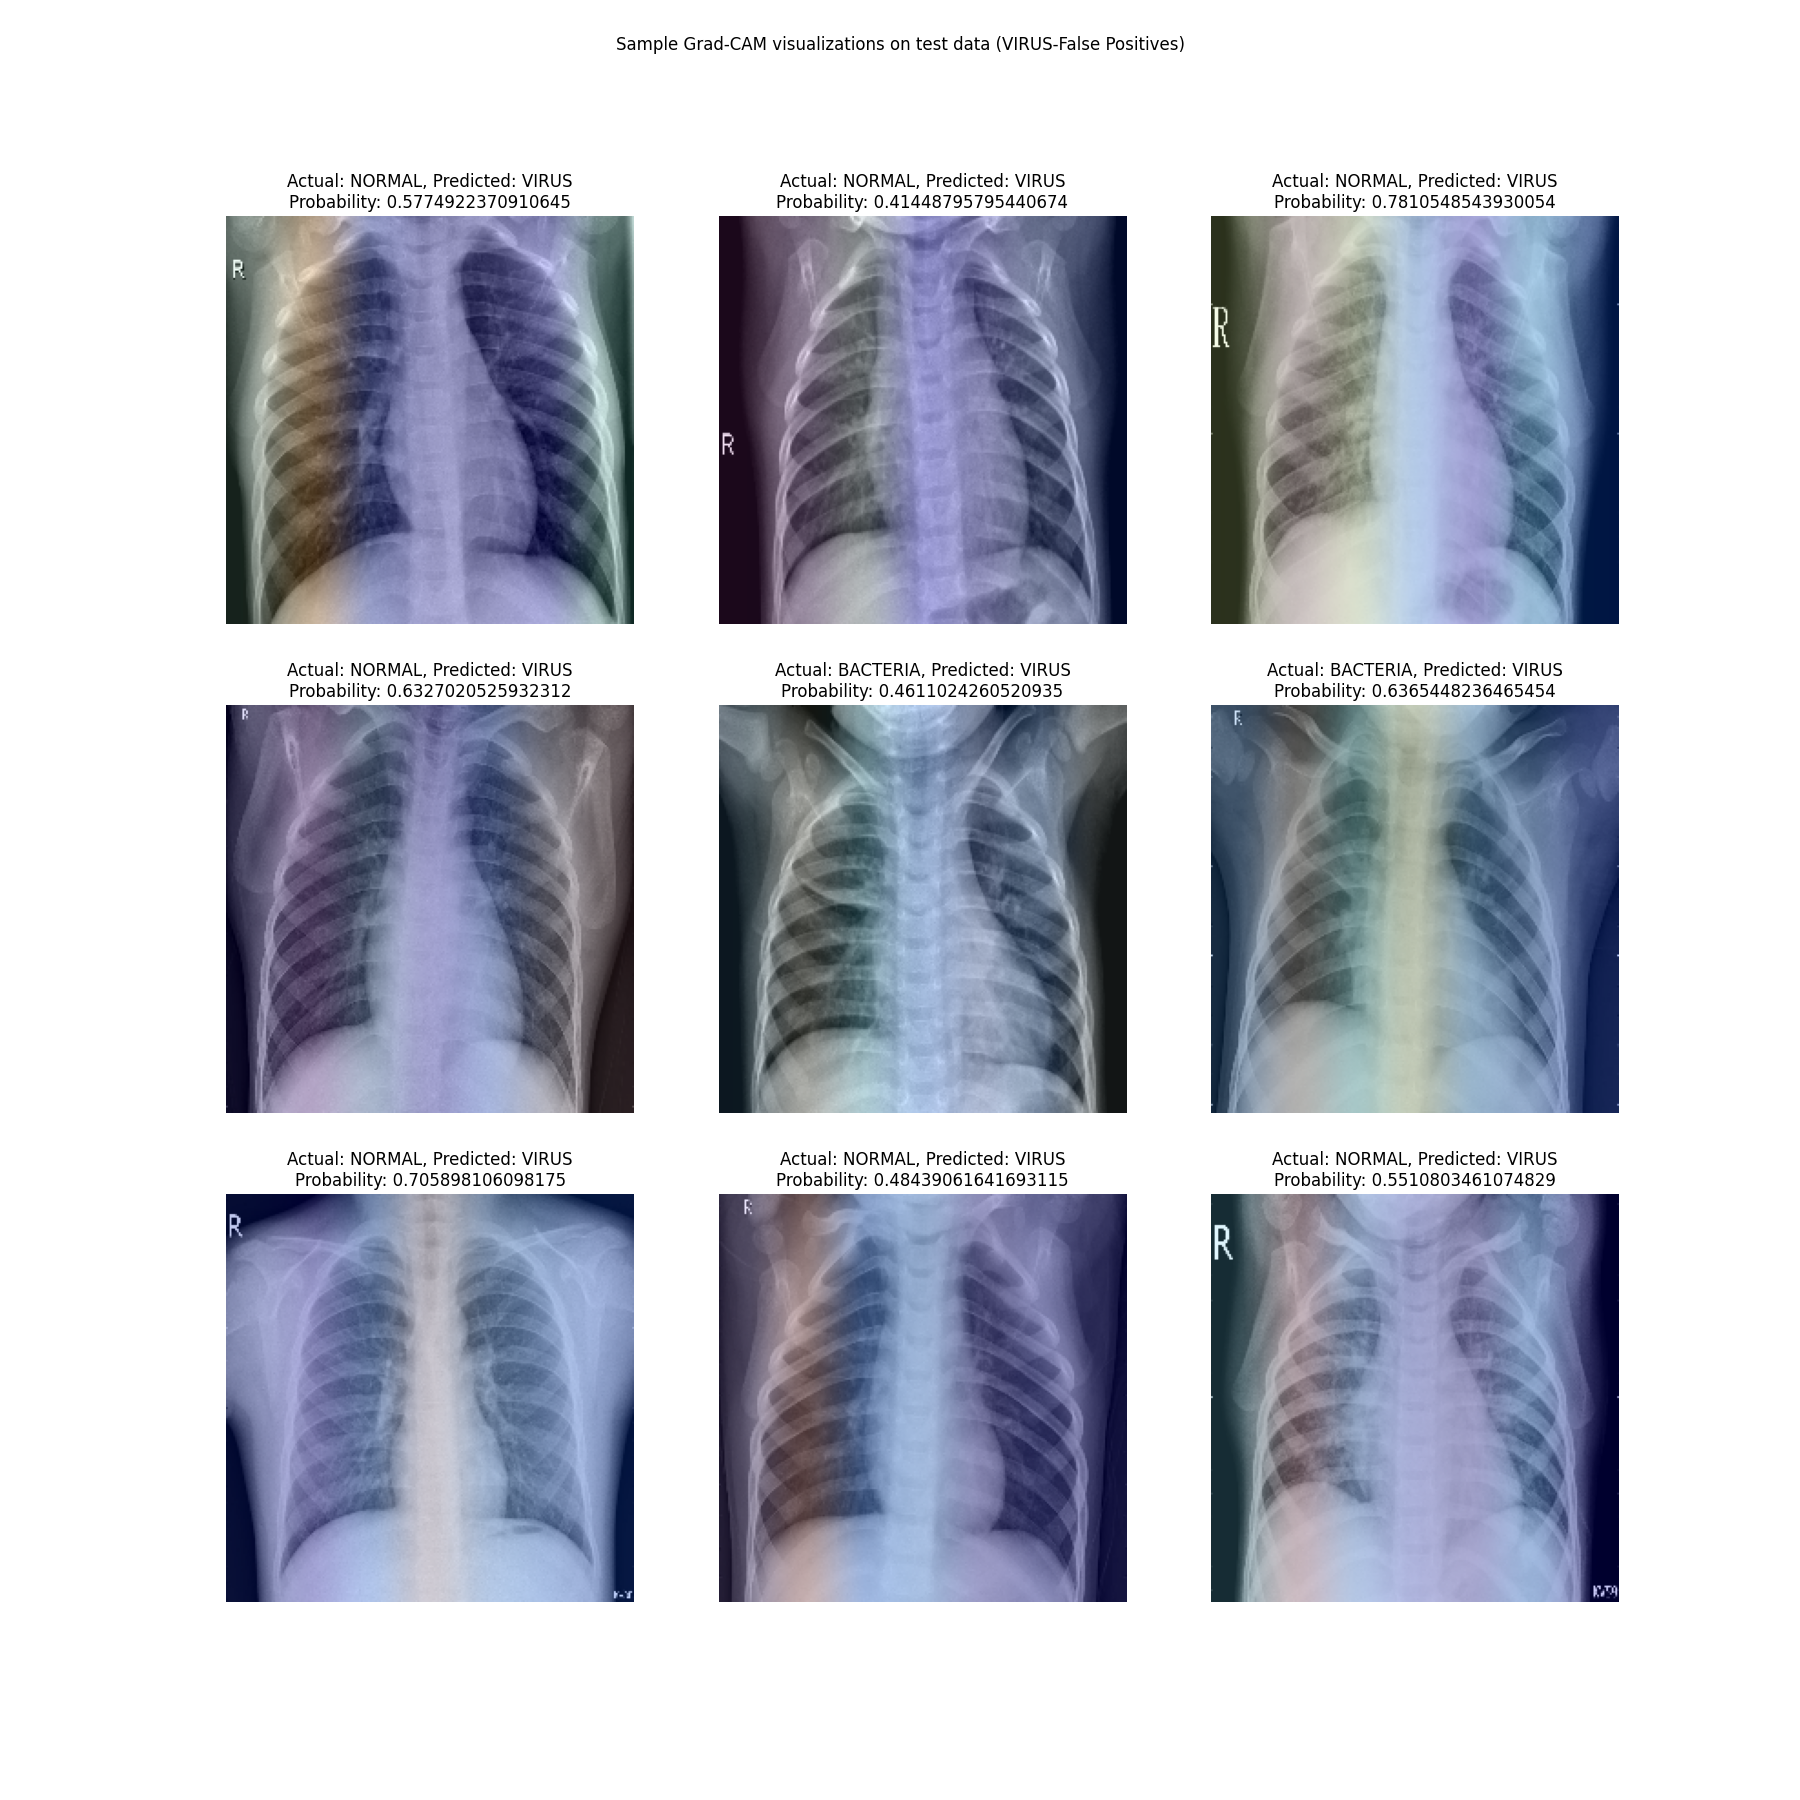 Sample Grad-CAM visualizations on test data (VIRUS-False Positives)
Actual: NORMAL, Predicted: VIRUS
Probability: 0.5774922370910645
Actual: NORMAL, Predicted: VIRUS
Probability: 0.41448795795440674
Actual: NORMAL, Predicted: VIRUS
Probability: 0.7810548543930054
R
R
R
Actual: NORMAL, Predicted: VIRUS
Probability: 0.6327020525932312
Actual: BACTERIA, Predicted: VIRUS
Probability: 0.4611024260520935
Actual: BACTERIA, Predicted: VIRUS
Probability: 0.6365448236465454
R
R
Actual: NORMAL, Predicted: VIRUS
Probability: 0.705898106098175
Actual: NORMAL, Predicted: VIRUS
Probability: 0.48439061641693115
Actual: NORMAL, Predicted: VIRUS
Probability: 0.5510803461074829
R
R
R